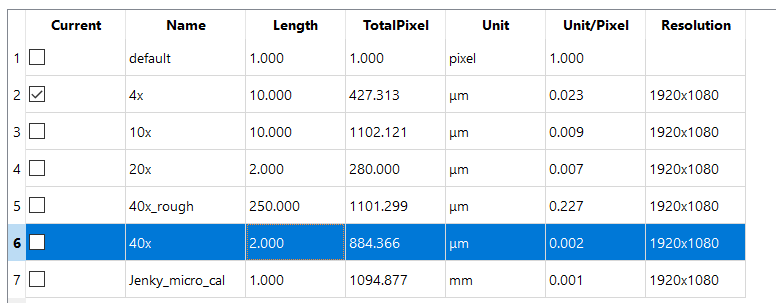 Current Name Length TotalPixel Unit Unit/Pixel Resolution
1 default 1.000 1.000 pixel 1.000
2 4x 10.000 427.313 µm 0.023 1920x1080
3 10x 10.000 1102.121 µm 0.009 1920x1080
4 20x 2.000 280.000 µm 0.007 1920x1080
5 40x_rough 250.000 1101.299 µm 0.227 1920x1080
6 40x 2.000 884.366 µm 0.002 1920x1080
7 Jenky_micro_cal 1.000 1094.877 mm 0.001 1920x1080